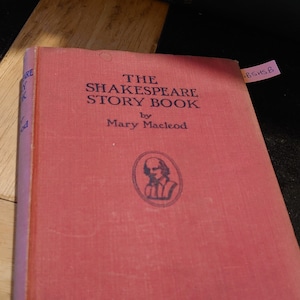 THE
SHAKESPEARE
STORY BOOK
by
Mary Macleod